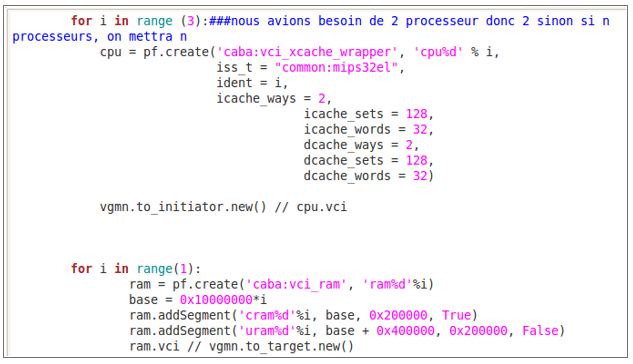 for i in range (3):###nous avions besoin de 2 processeur donc 2 sinon si n
processeurs, on mettra n
cpu = pf.create('caba:vci_xcache_wrapper', 'cpu%d' % i,
iss_t = "common:mips32el",
ident = i,
icache_ways = 2,
icache_sets = 128,
icache_words = 32,
dcache_ways = 2,
dcache_sets = 128,
dcache_words = 32)
vgmn.to_initiator.new() // cpu.vci
for i in range(1):
ram = pf.create('caba:vci_ram', 'ram%d'%i)
base = 0x10000000*i
ram.addSegment('cram%d'%i, base, 0x200000, True)
ram.addSegment('uram%d'%i, base + 0x400000, 0x200000, False)
ram.vci // vgmn.to_target.new()